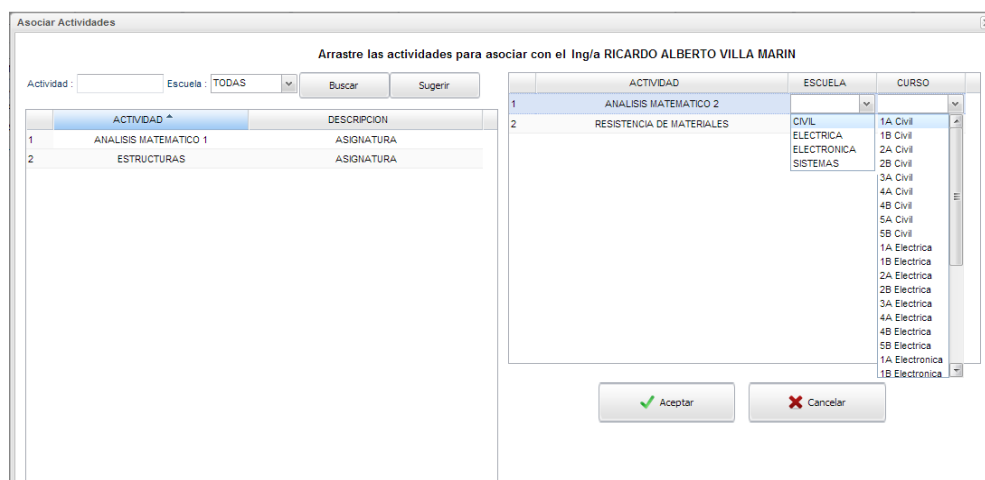 Asociar Actividades
Arrastre las actividades para asociar con el Ing/a RICARDO ALBERTO VILLA MARIN
Actividad :
Escuela : TODAS
Buscar
Sugerir
ACTIVIDAD DESCRIPCION
1 ANALISIS MATEMATICO 1 ASIGNATURA
2 ESTRUCTURAS ASIGNATURA
ACTIVIDAD ESCUELA CURSO
1 ANALISIS MATEMATICO 2
2 RESISTENCIA DE MATERIALES
CIVIL
ELECTRICA
ELECTRONICA
SISTEMAS
1A Civil
1B Civil
2A Civil
2B Civil
3A Civil
4A Civil
4B Civil
5A Civil
5B Civil
1A Electrica
1B Electrica
2A Electrica
2B Electrica
3A Electrica
4A Electrica
4B Electrica
5B Electrica
1A Electronica
1B Electronica
Aceptar
Cancelar